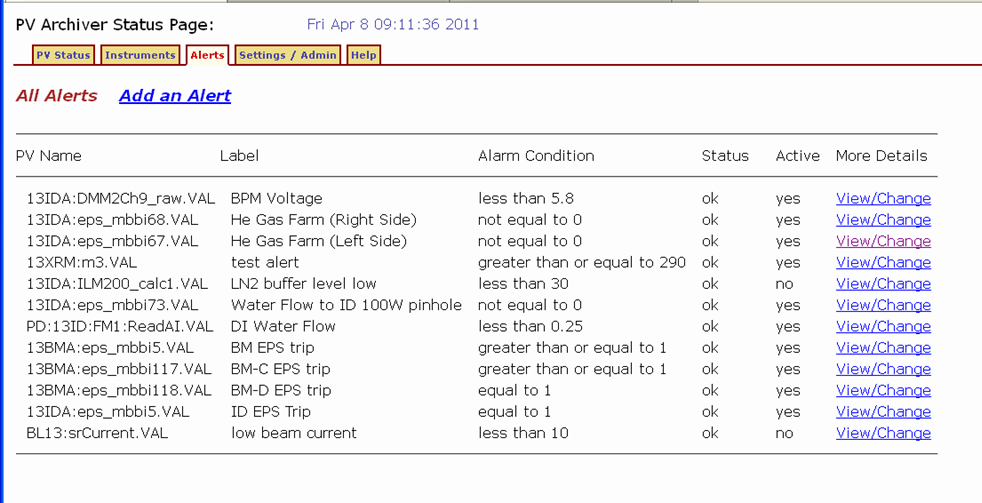 PV Archiver Status Page: Fri Apr 8 09:11:36 2011
PV Status Instruments Alerts Settings / Admin Help
All Alerts Add an Alert
PV Name Label Alarm Condition Status Active More Details
13IDA:DMM2Ch9_raw.VAL BPM Voltage less than 5.8 ok yes View/Change
13IDA:eps_mbbi68.VAL He Gas Farm (Right Side) not equal to 0 ok yes View/Change
13IDA:eps_mbbi67.VAL He Gas Farm (Left Side) not equal to 0 ok yes View/Change
13XRM:m3.VAL test alert greater than or equal to 290 ok yes View/Change
13IDA:ILM200_calc1.VAL LN2 buffer level low less than 30 ok no View/Change
13IDA:eps_mbbi73.VAL Water Flow to ID 100W pinhole not equal to 0 ok yes View/Change
PD:13ID:FM1:ReadAI.VAL DI Water Flow less than 0.25 ok yes View/Change
13BMA:eps_mbbi5.VAL BM EPS trip greater than or equal to 1 ok yes View/Change
13BMA:eps_mbbi117.VAL BM-C EPS trip greater than or equal to 1 ok yes View/Change
13BMA:eps_mbbi118.VAL BM-D EPS trip equal to 1 ok yes View/Change
13IDA:eps_mbbi5.VAL ID EPS Trip equal to 1 ok yes View/Change
BL13:srCurrent.VAL low beam current less than 10 ok no View/Change